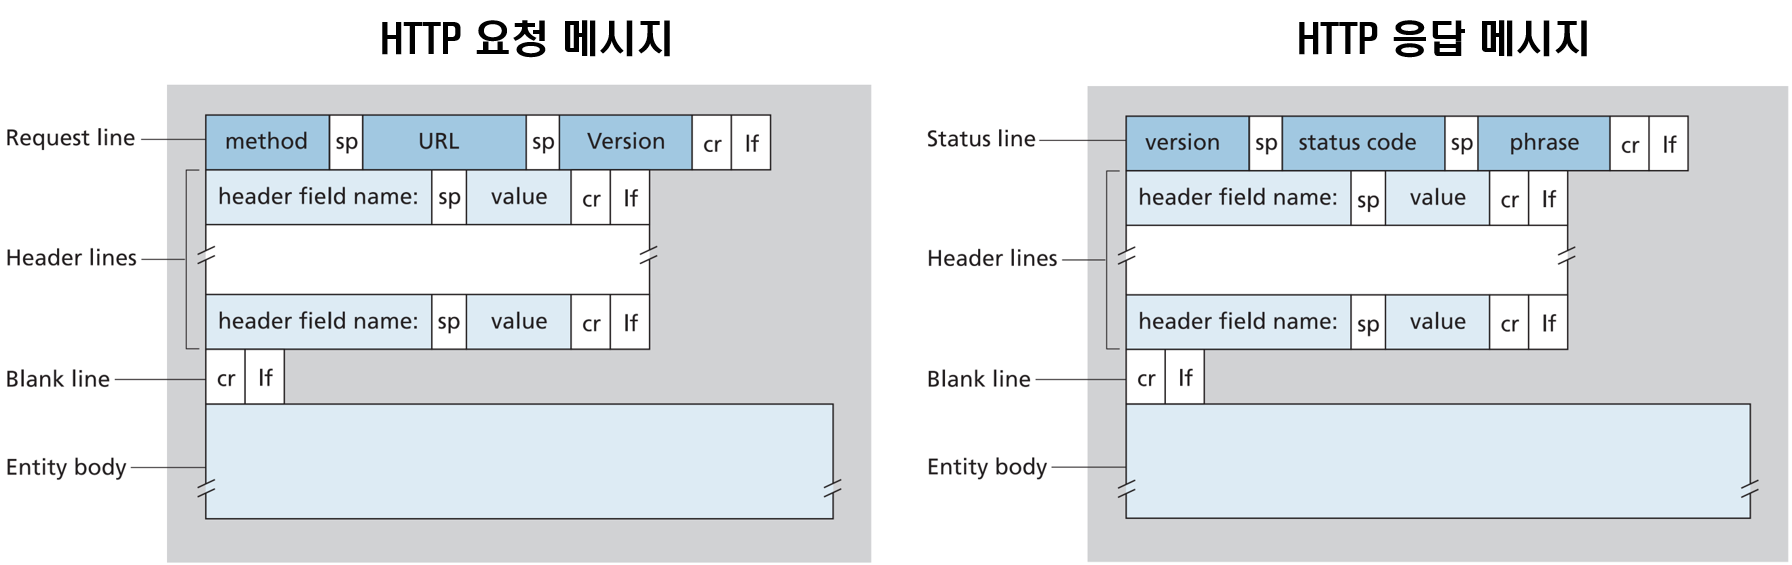 HTTP 요청 메시지
Request line method sp URL sp Version cr lf
header field name: sp value cr lf
Header lines
header field name: sp value cr lf
Blank line cr lf
Entity body
HTTP 응답 메시지
Status line version sp status code sp phrase cr lf
header field name: sp value cr lf
Header lines
header field name: sp value cr lf
Blank line cr lf
Entity body